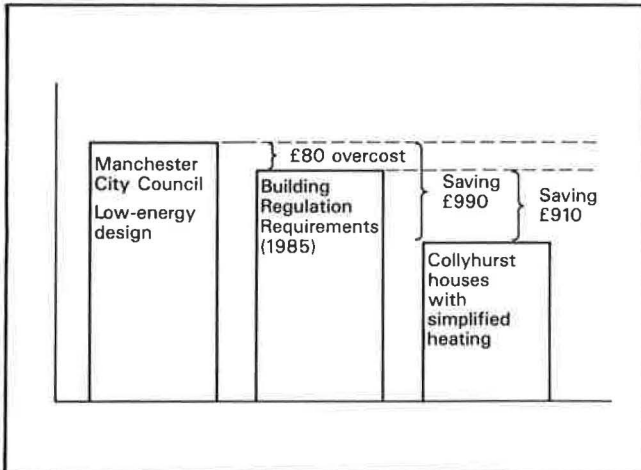 Manchester
City Council
Low-energy
design
£80 overcost
Building
Regulation
Requirements
(1985)
Saving
£990
Saving
£910
Collyhurst
houses
with
simplified
heating